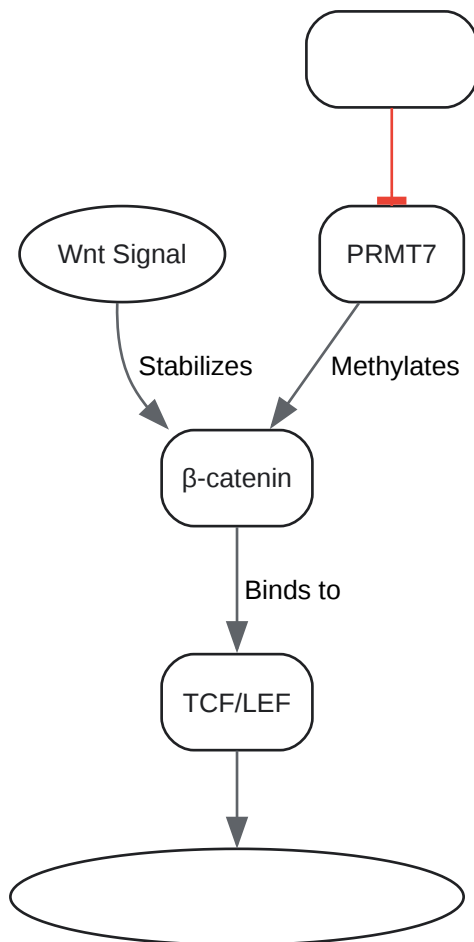 Wnt Signal
PRMT7
Stabilizes
Methylates
β-catenin
Binds to
TCF/LEF